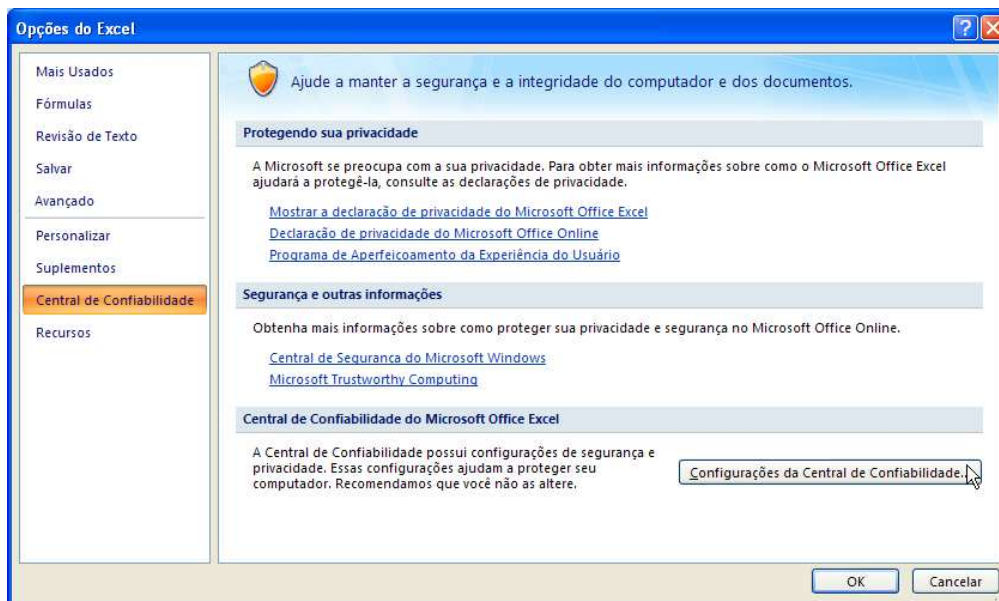 Opções do Excel
Mais Usados
Fórmulas
Revisão de Texto
Salvar
Avançado
Personalizar
Suplementos
Central de Confiabilidade
Recursos
Ajude a manter a segurança e a integridade do computador e dos documentos.
Protegendo sua privacidade
A Microsoft se preocupa com a sua privacidade. Para obter mais informações sobre como o Microsoft Office Excel
ajudará a protegê-la, consulte as declarações de privacidade.
Mostrar a declaração de privacidade do Microsoft Office Excel
Declaração de privacidade do Microsoft Office Online
Programa de Aperfeiçoamento da Experiência do Usuário
Segurança e outras informações
Obtenha mais informações sobre como proteger sua privacidade e segurança no Microsoft Office Online.
Central de Segurança do Microsoft Windows
Microsoft Trustworthy Computing
Central de Confiabilidade do Microsoft Office Excel
A Central de Confiabilidade possui configurações de segurança e
privacidade. Essas configurações ajudam a proteger seu
computador. Recomendamos que você não as altere.
Configurações da Central de Confiabilidade...
OK
Cancelar